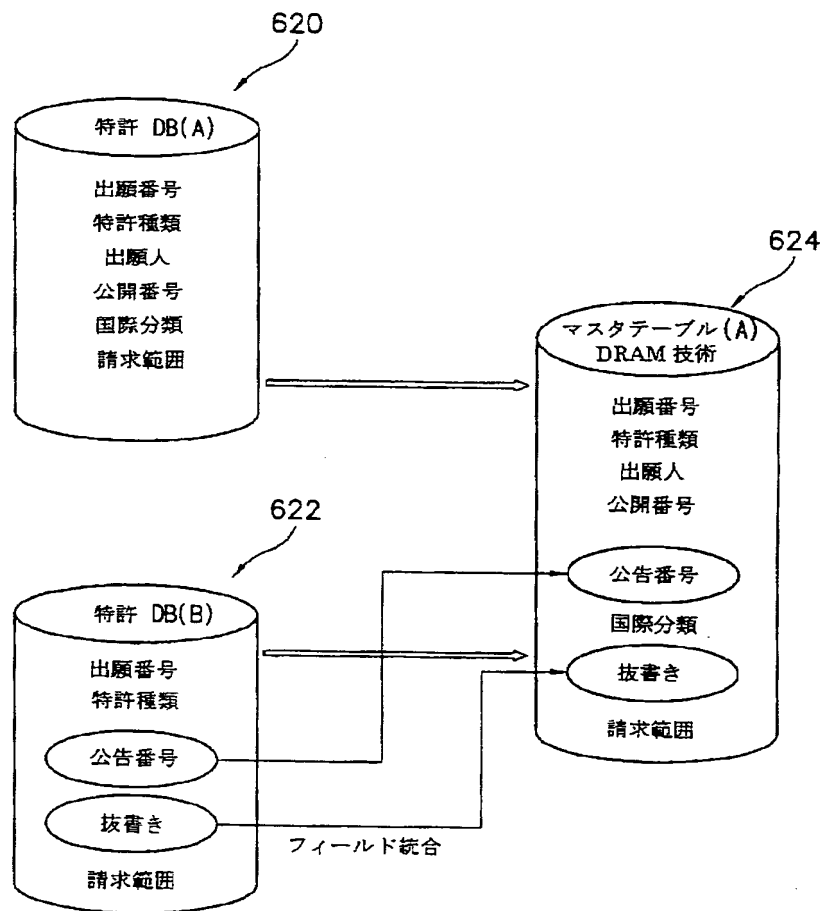 620
特許 DB(A)
出願番号
特許種類
出願人
公開番号
国際分類
請求範囲
624
マスタテーブル(A)
DRAM 技術
出願番号
特許種類
出願人
公開番号
公告番号
国際分類
抜書き
請求範囲
622
特許 DB(B)
出願番号
特許種類
公告番号
抜書き
請求範囲
フィールド統合